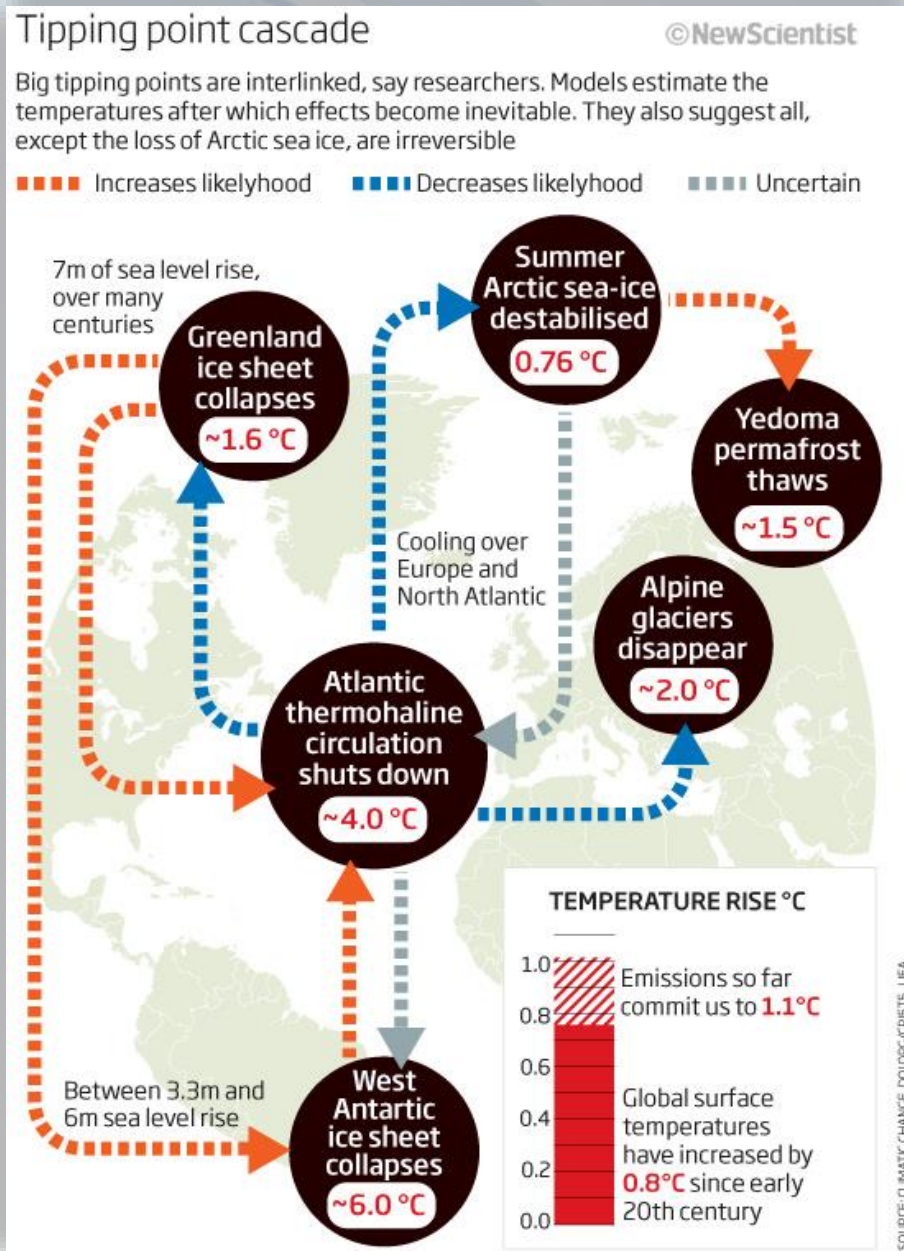 Tipping point cascade
©NewScientist
Big tipping points are interlinked, say researchers. Models estimate the
temperatures after which effects become inevitable. They also suggest all,
except the loss of Arctic sea ice, are irreversible
Increases likelyhood
Decreases likelyhood
Uncertain
7m of sea level rise,
over many
centuries
Greenland
ice sheet
collapses
~1.6 °C
Summer
Arctic sea-ice
destabilised
0.76 °C
Yedoma
permafrost
thaws
~1.5 °C
Cooling over
Europe and
North Atlantic
Alpine
glaciers
disappear
~2.0 °C
Atlantic
thermohaline
circulation
shuts down
~4.0 °C
Between 3.3m and
6m sea level rise
West
Antartic
ice sheet
collapses
~6.0 °C
TEMPERATURE RISE °C
1.0
0.8
0.6
0.4
0.2
0.0
Emissions so far
commit us to 1.1°C
Global surface
temperatures
have increased by
0.8°C since early
20th century
SOURCE: CLIMATIC CHANGE,